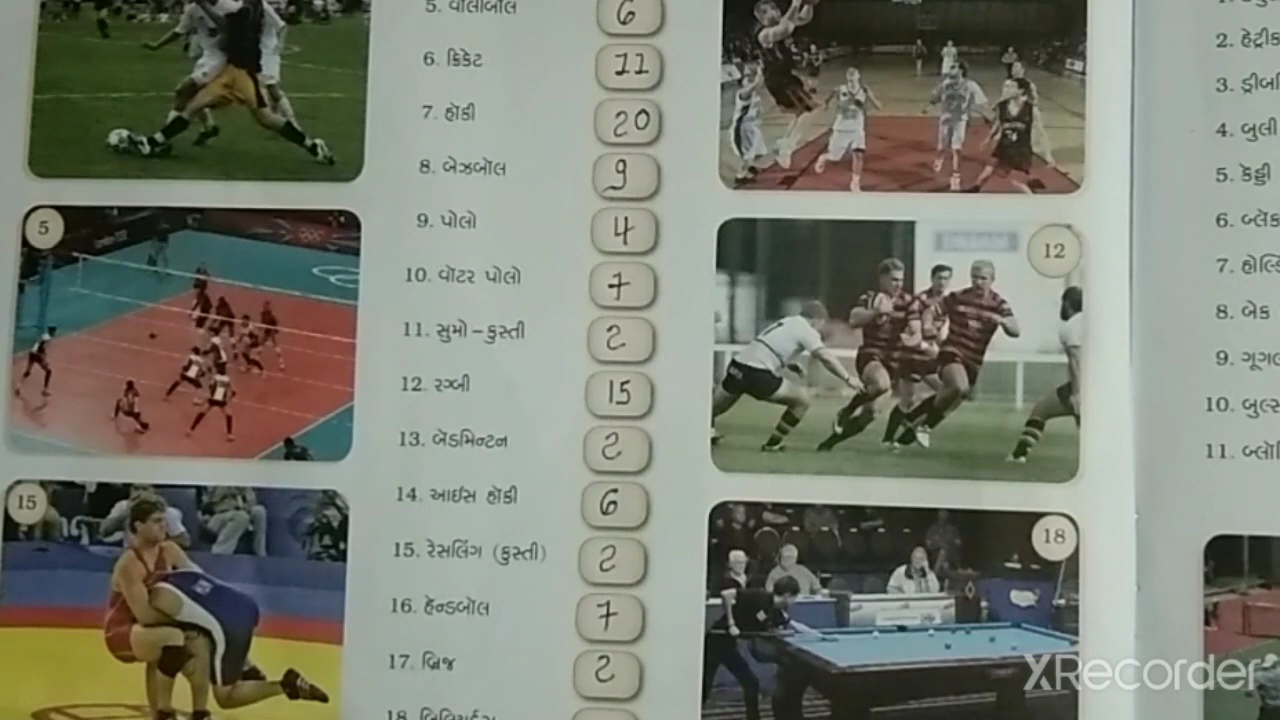 5. વૉલીબૉલ 6
6. ક્રિકેટ 11
7. હૉકી 20
8. બેઝબૉલ 9
9. પોલો 4
10. વૉટર પોલો 7
11. સુમો-કુસ્તી 2
12. રગ્બી 15
13. બૅડમિન્ટન 2
14. આઈસ હૉકી 6
15. રેસલિંગ (કુસ્તી) 2
16. હૅન્ડબૉલ 7
17. બ્રિજ 2
18.
5
15
12
18
2.
3.
4. બુલી
5.
6.
7.
8. બેક
9.
10.
11.
XRecorder